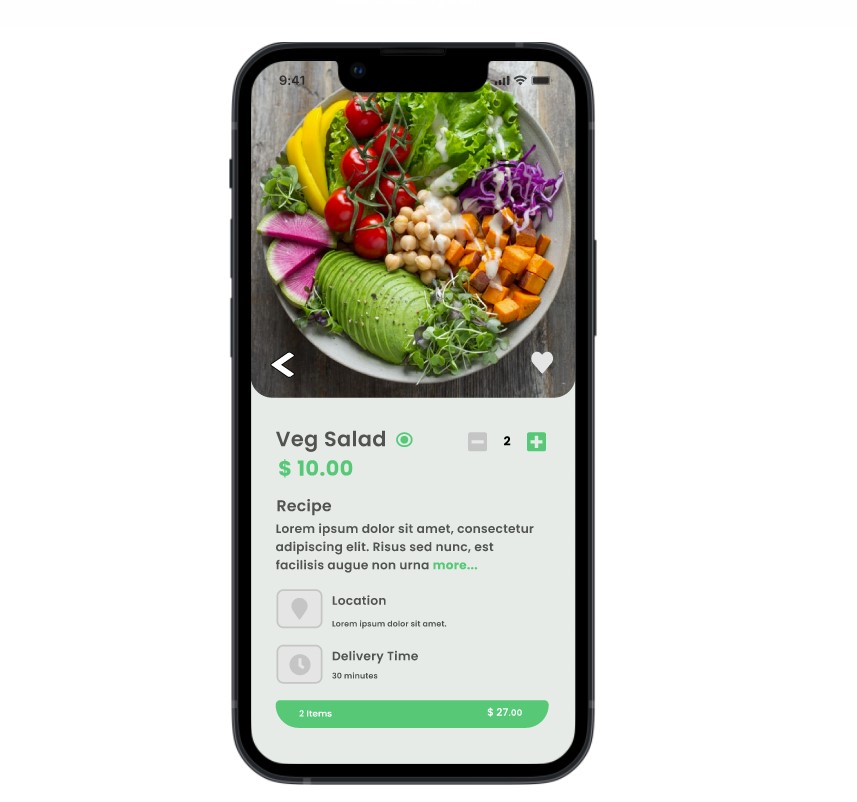 9:41
Veg Salad
2
$ 10.00
Recipe
Lorem ipsum dolor sit amet, consectetur
adipiscing elit. Risus sed nunc, est
facilisis augue non urna more...
Location
Lorem ipsum dolor sit amet.
Delivery Time
30 minutes
2 Items $ 27.00